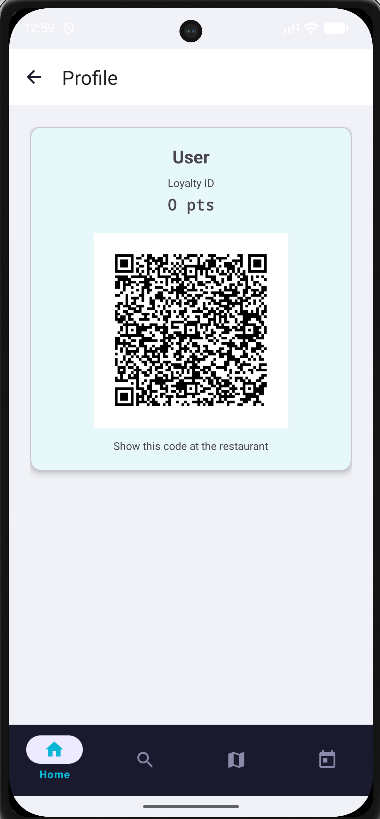 12:59
Profile
User
Loyalty ID
0 pts
Show this code at the restaurant
Home